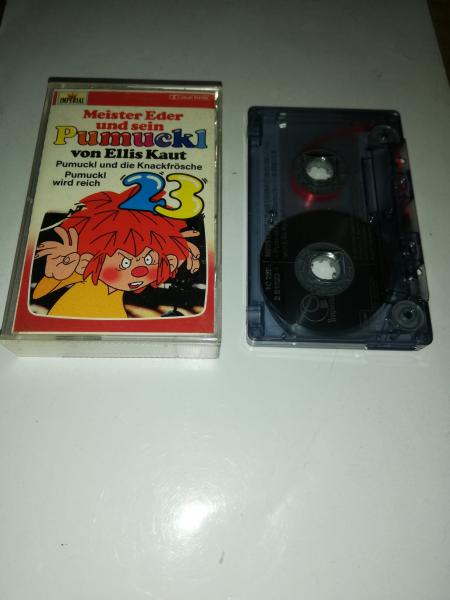 IMPERIAL
Meister Eder
und sein
Pumuckl
von Ellis Kaut
Pumuckl und die Knackfrösche
Pumuckl
wird reich
23